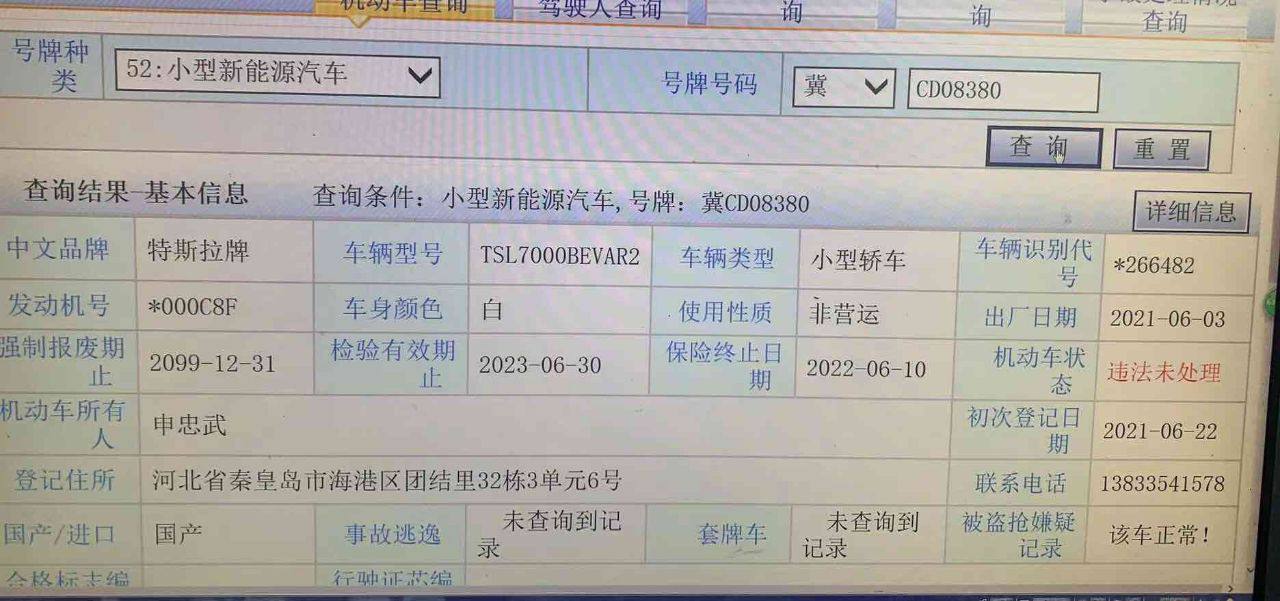 机动车查询
驾驶人查询
询
询
查询
号牌种类
52:小型新能源汽车
号牌号码
冀
CD08380
查 询
重 置
查询结果-基本信息
查询条件: 小型新能源汽车,号牌: 冀CD08380
详细信息
中文品牌
特斯拉牌
车辆型号
TSL7000BEVAR2
车辆类型
小型轿车
车辆识别代号
*266482
发动机号
*000C8F
车身颜色
白
使用性质
非营运
出厂日期
2021-06-03
强制报废期止
2099-12-31
检验有效期止
2023-06-30
保险终止日期
2022-06-10
机动车状态
违法未处理
机动车所有人
申忠武
初次登记日期
2021-06-22
登记住所
河北省秦皇岛市海港区团结里32栋3单元6号
联系电话
13833541578
国产/进口
国产
事故逃逸
未查询到记录
套牌车
未查询到记录
被盗抢嫌疑记录
该车正常!
合格标志编
行驶证芯编